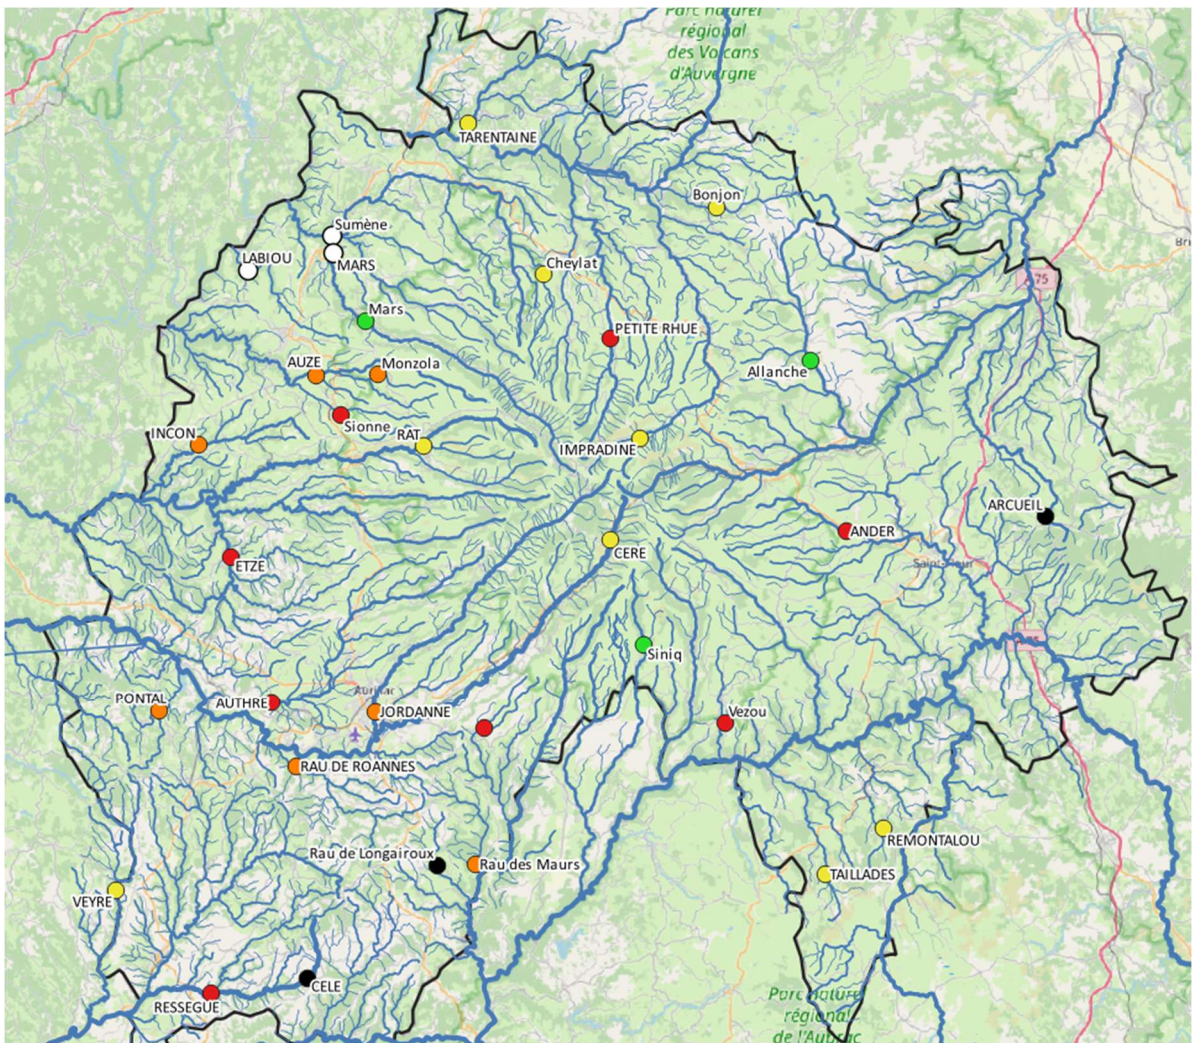 Parc naturel
régional
des Volcans
d'Auvergne
TARENTAINE
Bonjon
Sumène
LABIOU
MARS
Cheylat
A 75
Mars
PETITE RHUE
AUZE
Monzola
Allanche
INCON
Sionne
RAT
IMPRADINE
ARCUEIL
ANDER
CERE
ETZE
Siniq
PONTAL
AUTHRE
JORDANNE
Vezou
RAU DE ROANNES
REMONTALOU
Rau de Longairoux
Rau des Maurs
TAILLADES
VEYRE
CELE
RESSEGUE
Parc naturel
régional
de l'Aubrac